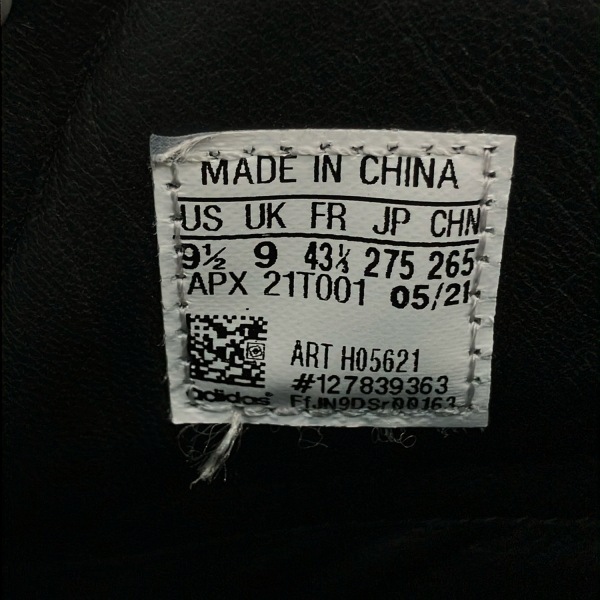 MADE IN CHINA
US UK FR JP CHN
9½ 9 43⅓ 275 265
APX 21T001 05/21
ART H05621
#127839363
adidas